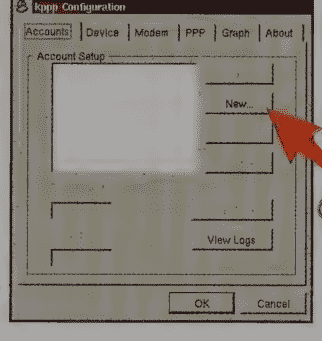 kppp Configuration
Accounts Device Modem PPP Graph About
Account Setup
New...
View Logs
OK Cancel